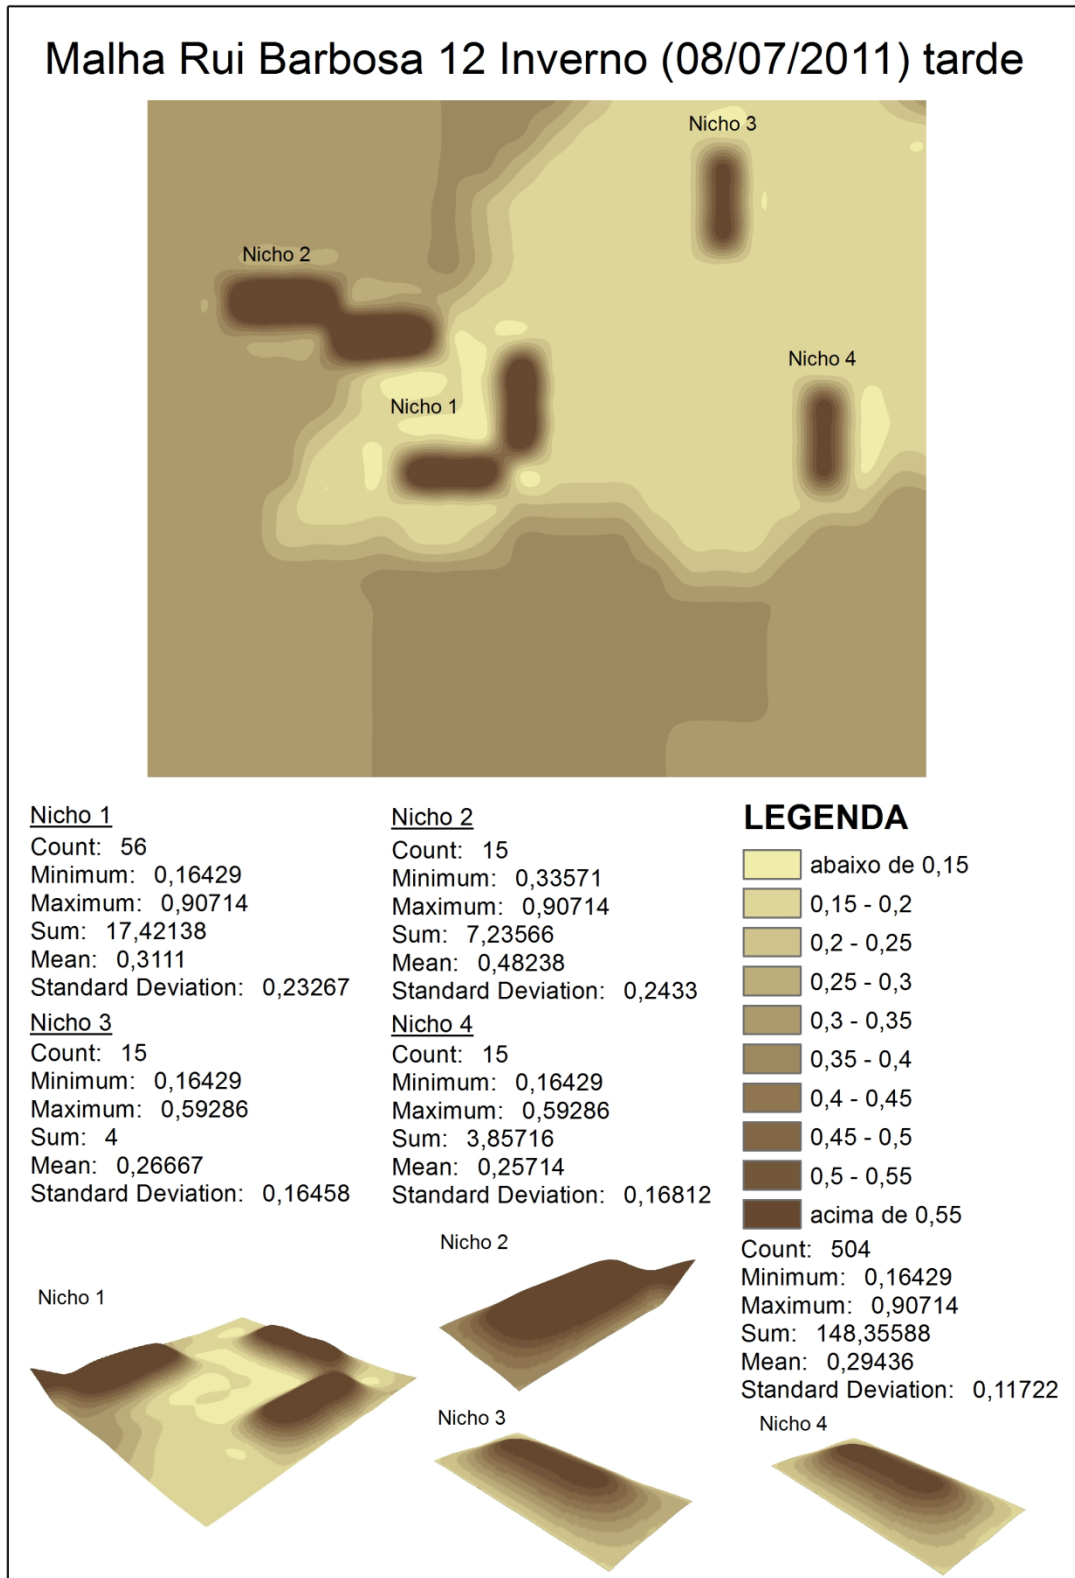 Malha Rui Barbosa 12 Inverno (08/07/2011) tarde
Nicho 3
Nicho 2
Nicho 4
Nicho 1
Nicho 1
Count: 56
Minimum: 0,16429
Maximum: 0,90714
Sum: 17,42138
Mean: 0,3111
Standard Deviation: 0,23267
Nicho 2
Count: 15
Minimum: 0,33571
Maximum: 0,90714
Sum: 7,23566
Mean: 0,48238
Standard Deviation: 0,2433
Nicho 3
Count: 15
Minimum: 0,16429
Maximum: 0,59286
Sum: 4
Mean: 0,26667
Standard Deviation: 0,16458
Nicho 4
Count: 15
Minimum: 0,16429
Maximum: 0,59286
Sum: 3,85716
Mean: 0,25714
Standard Deviation: 0,16812
LEGENDA
abaixo de 0,15
0,15 - 0,2
0,2 - 0,25
0,25 - 0,3
0,3 - 0,35
0,35 - 0,4
0,4 - 0,45
0,45 - 0,5
0,5 - 0,55
acima de 0,55
Count: 504
Minimum: 0,16429
Maximum: 0,90714
Sum: 148,35588
Mean: 0,29436
Standard Deviation: 0,11722
Nicho 1
Nicho 2
Nicho 3
Nicho 4